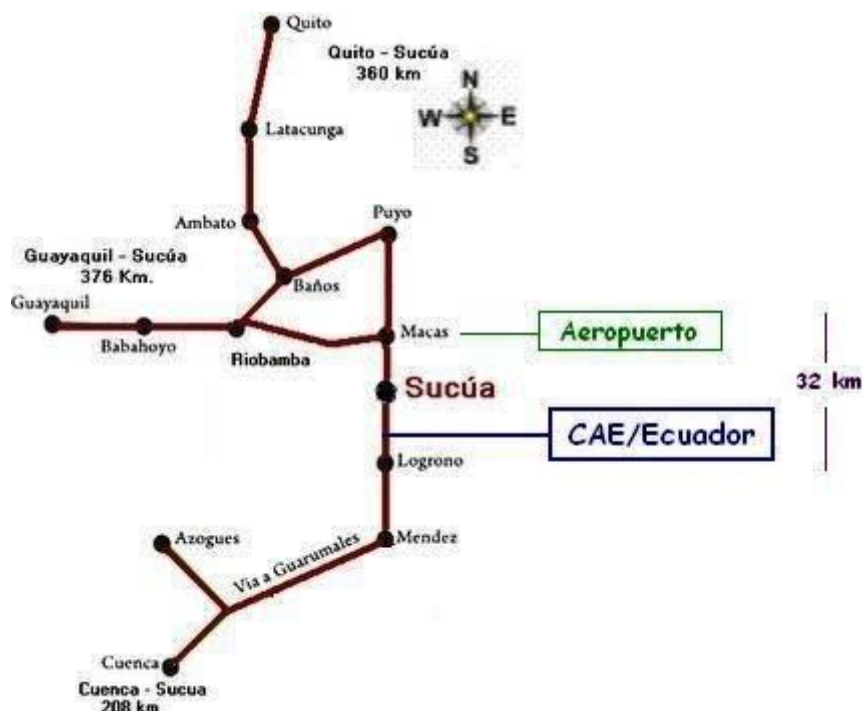 Quito
Quito - Sucúa
360 km
N
W E
S
Latacunga
Ambato
Puyo
Guayaquil - Sucúa
376 Km.
Baños
Guayaquil
Babahoyo
Riobamba
Macas
Aeropuerto
32 km
Sucúa
CAE/Ecuador
Logrono
Azogues
Via a Guarumales
Mendez
Cuenca
Cuenca - Sucua
208 km